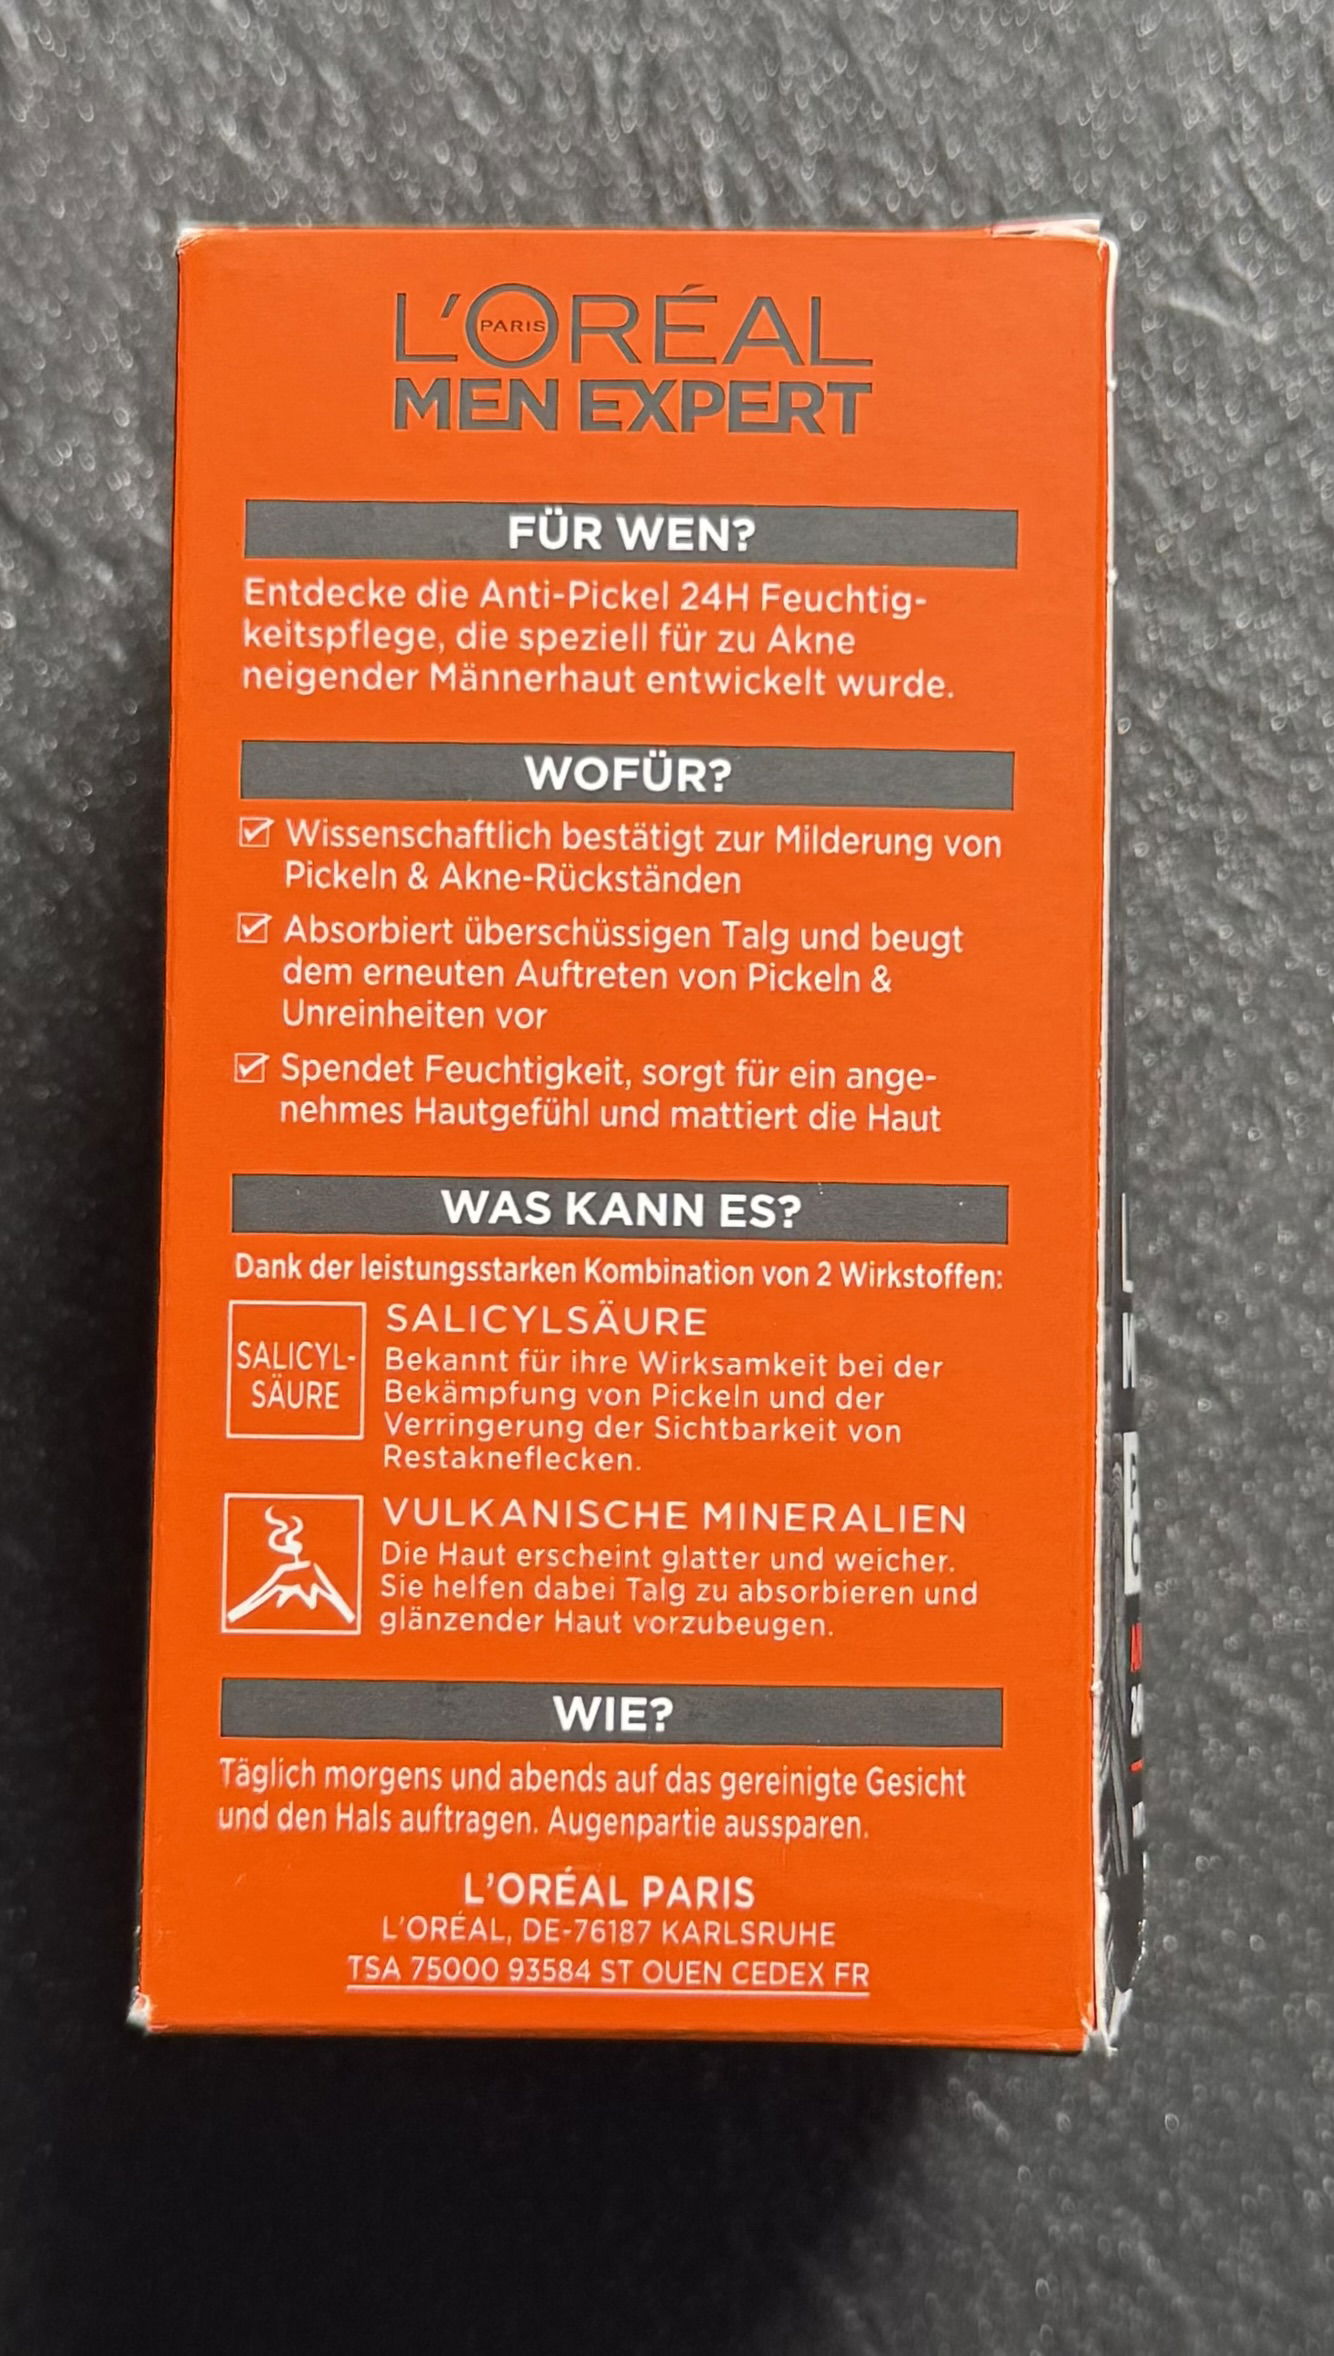 L'ORÉAL
PARIS
MEN EXPERT
FÜR WEN?
Entdecke die Anti-Pickel 24H Feuchtig-
keitspflege, die speziell für zu Akne
neigender Männerhaut entwickelt wurde.
WOFÜR?
Wissenschaftlich bestätigt zur Milderung von
Pickeln & Akne-Rückständen
Absorbiert überschüssigen Talg und beugt
dem erneuten Auftreten von Pickeln &
Unreinheiten vor
Spendet Feuchtigkeit, sorgt für ein ange-
nehmes Hautgefühl und mattiert die Haut
WAS KANN ES?
Dank der leistungsstarken Kombination von 2 Wirkstoffen:
SALICYL-
SÄURE
SALICYLSÄURE
Bekannt für ihre Wirksamkeit bei der
Bekämpfung von Pickeln und der
Verringerung der Sichtbarkeit von
Restakneflecken.
VULKANISCHE MINERALIEN
Die Haut erscheint glatter und weicher.
Sie helfen dabei Talg zu absorbieren und
glänzender Haut vorzubeugen.
WIE?
Täglich morgens und abends auf das gereinigte Gesicht
und den Hals auftragen. Augenpartie aussparen.
L'ORÉAL PARIS
L'ORÉAL, DE-76187 KARLSRUHE
TSA 75000 93584 ST OUEN CEDEX FR